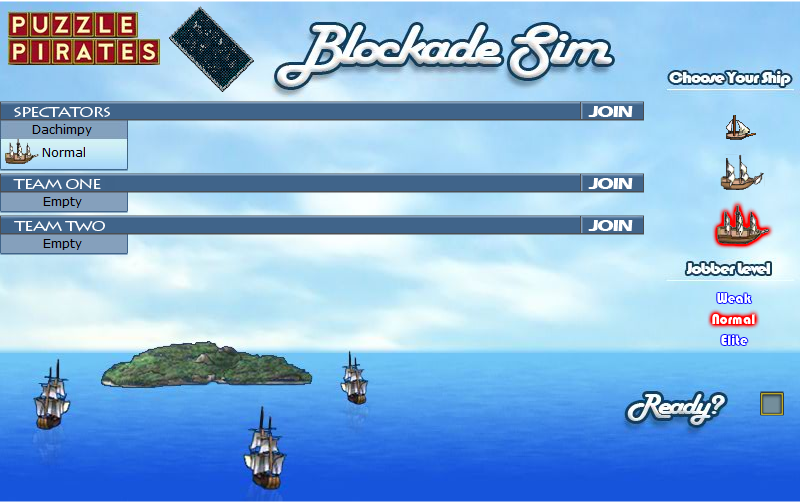 PUZZLE
PIRATES
Blockade Sim
Choose Your Ship
SPECTATORS JOIN
Dachimpy
Normal
TEAM ONE JOIN
Empty
TEAM TWO JOIN
Empty
Jobber Level
Weak
Normal
Elite
Ready?